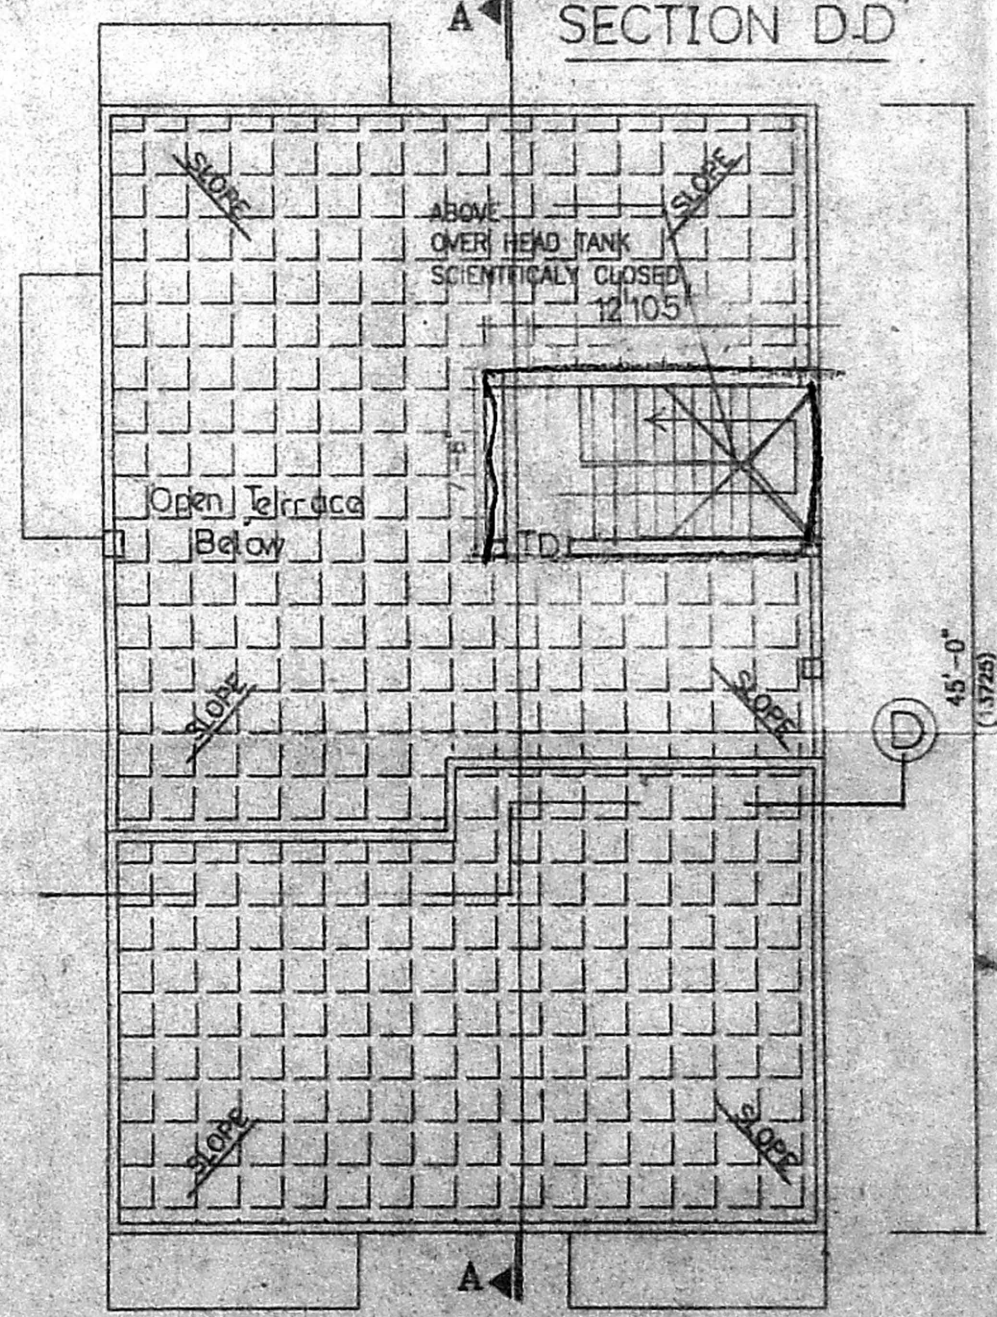 A
SECTION D-D
SLOPE
SLOPE
ABOVE
OVER HEAD TANK
SCIENTIFICALY CLOSED
12'10.5"
7'-6"
Open Terrace
Below
TD
45'-0"
(13725)
SLOPE
SLOPE
D
SLOPE
SLOPE
A